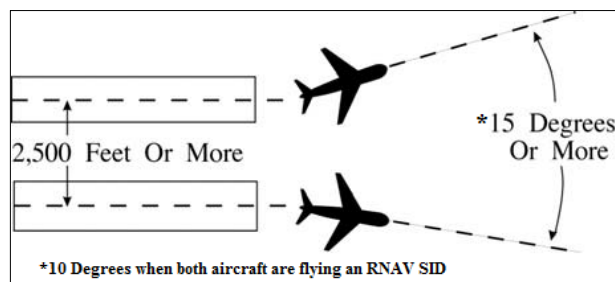 2,500 Feet Or More
*15 Degrees
Or More
*10 Degrees when both aircraft are flying an RNAV SID